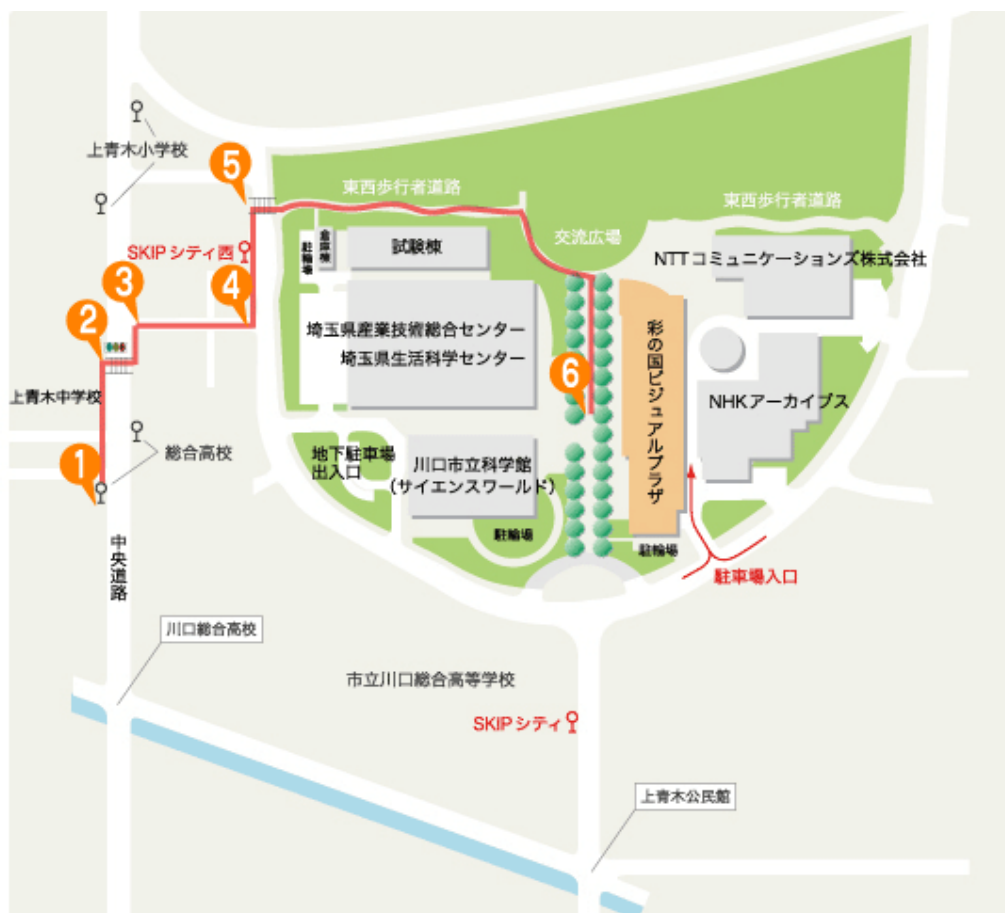 上青木小学校
5
東西歩行者道路
東西歩行者道路
交流広場
SKIPシティ西
駐輪場
倉庫棟
試験棟
NTTコミュニケーションズ株式会社
3
4
2
埼玉県産業技術総合センター
埼玉県生活科学センター
彩の国ビジュアルプラザ
6
上青木中学校
NHKアーカイブス
1
総合高校
地下駐車場
出入口
川口市立科学館
(サイエンスワールド)
駐輪場
駐輪場
中央道路
駐車場入口
川口総合高校
市立川口総合高等学校
SKIPシティ
上青木公民館